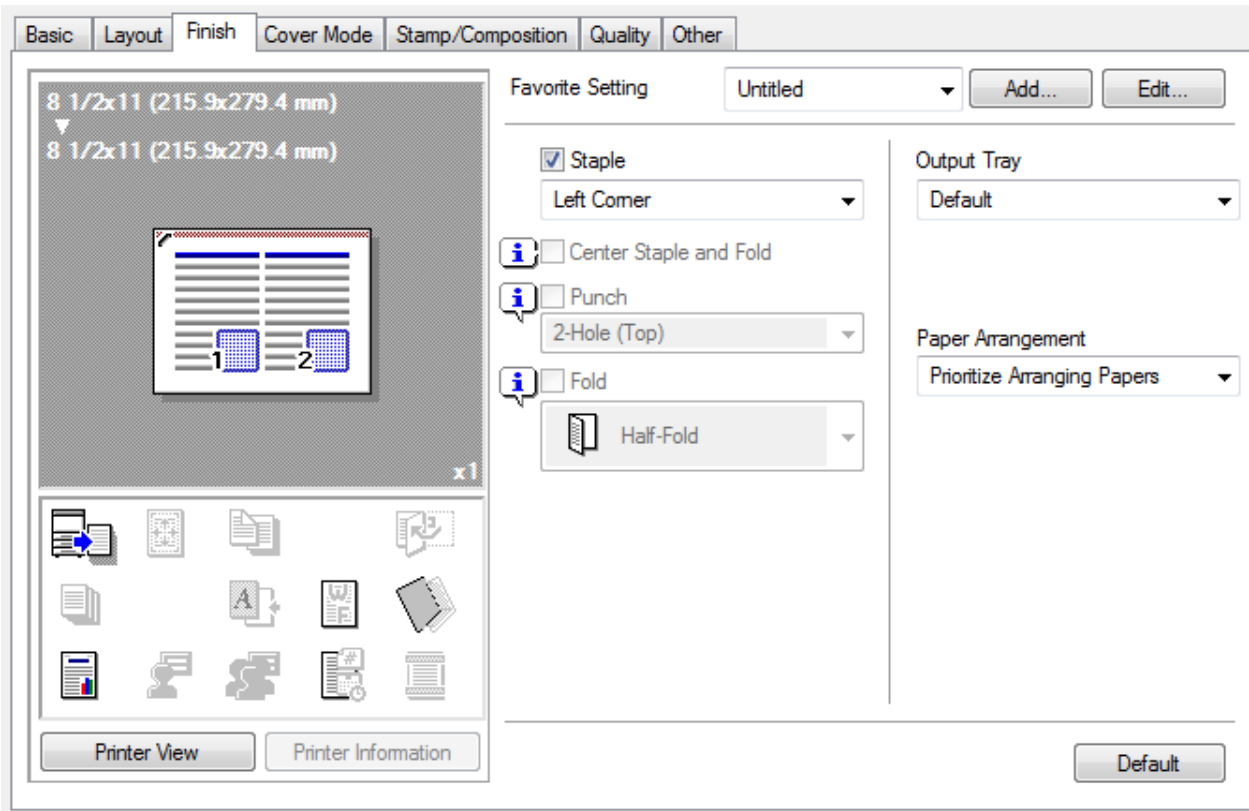 Basic Layout Finish Cover Mode Stamp/Composition Quality Other
8 1/2x11 (215.9x279.4 mm)
8 1/2x11 (215.9x279.4 mm)
1 2
x1
A
W
F
#
Printer View Printer Information
Favorite Setting Untitled Add... Edit...
Staple
Left Corner
Center Staple and Fold
Punch
2-Hole (Top)
Fold
Half-Fold
Output Tray
Default
Paper Arrangement
Prioritize Arranging Papers
Default